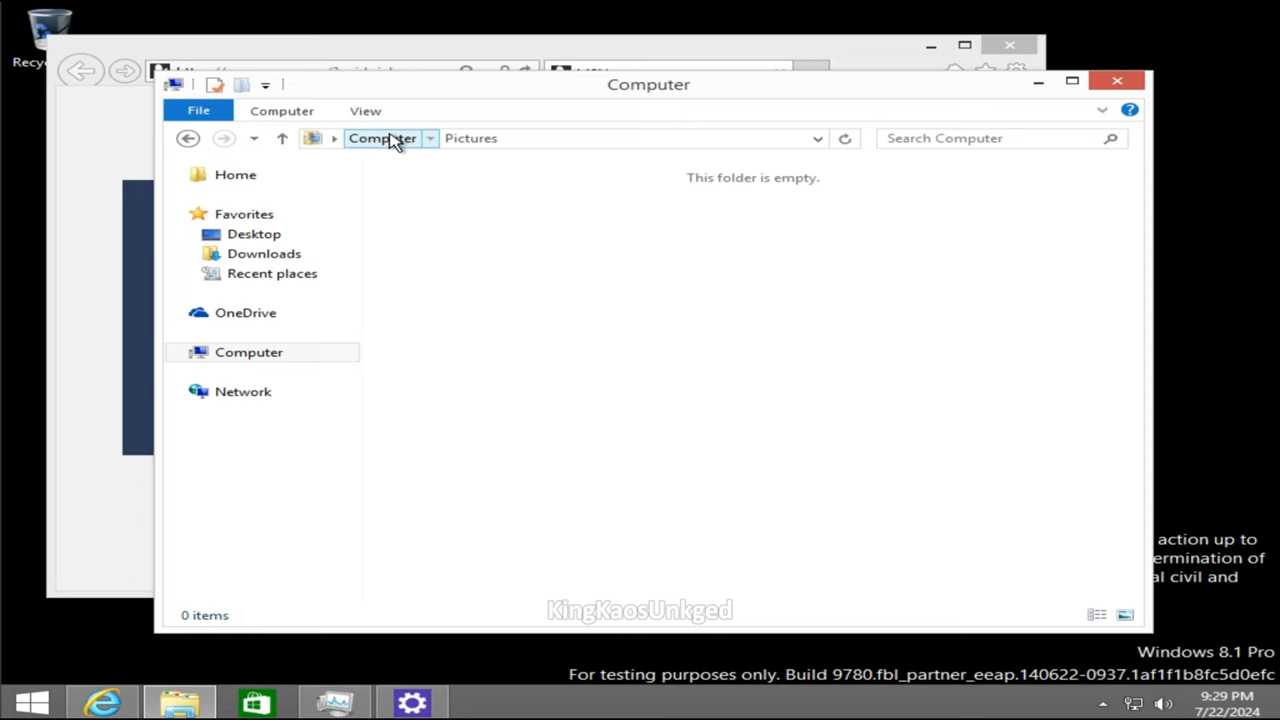 Recy
Computer
File
Computer
View
Computer
Pictures
Search Computer
Home
This folder is empty.
Favorites
Desktop
Downloads
Recent places
OneDrive
Computer
Network
action up to
ermination of
al civil and
0 items
KingKaosUnkged
Windows 8.1 Pro
For testing purposes only. Build 9780.fbl_partner_eeap.140622-0937.1af1f1b8fc5d0efc
9:29 PM
7/22/2024